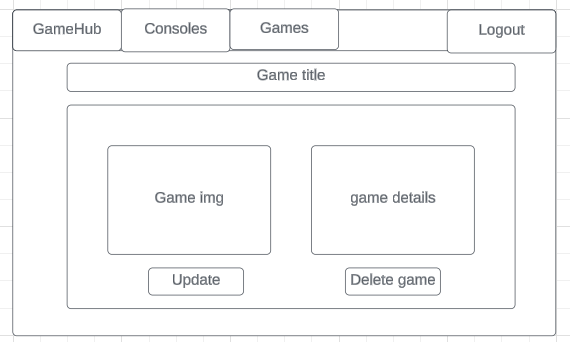 GameHub
Consoles
Games
Logout
Game title
Game img
game details
Update
Delete game